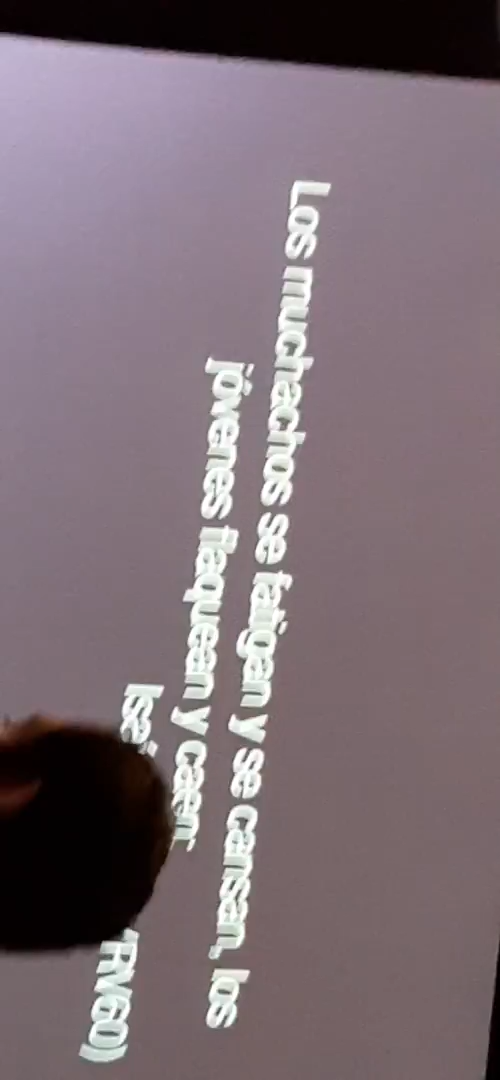 Los muchachos se fatigan y se cansan, los
jóvenes flaquean y caen:
RV60)